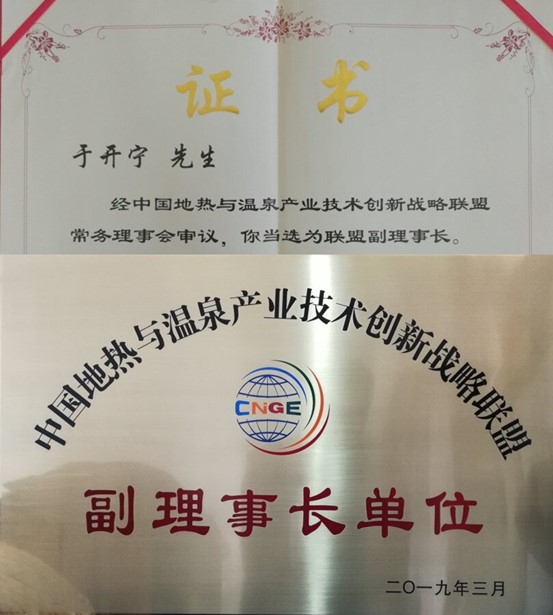 证书
于开宁 先生
经中国地热与温泉产业技术创新战略联盟
常务理事会审议，你当选为联盟副理事长。
中国地热与温泉产业技术创新战略联盟
CNGE
副理事长单位
二〇一九年三月